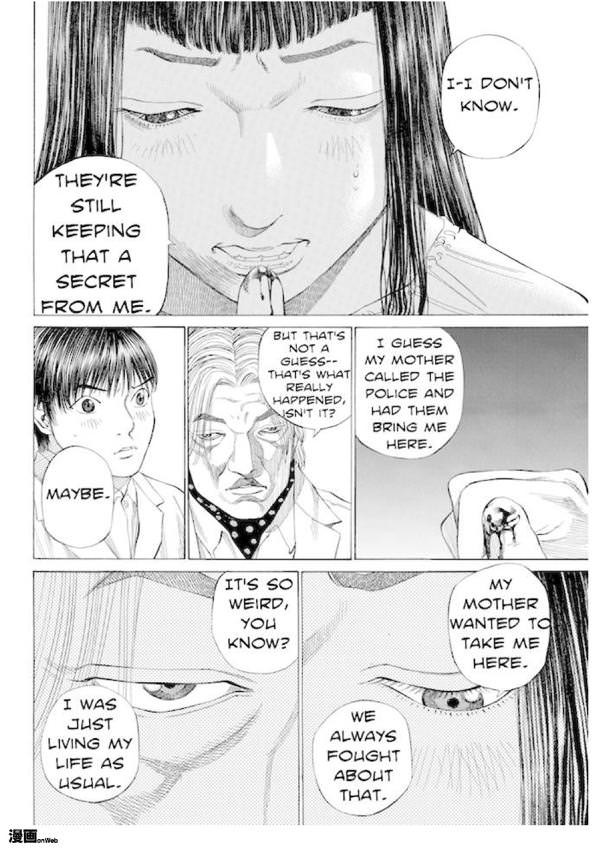 I-I DON'T
KNOW.
THEY'RE
STILL
KEEPING
THAT A
SECRET
FROM ME.
I GUESS
MY MOTHER
CALLED THE
POLICE AND
HAD THEM
BRING ME
HERE.
BUT THAT'S
NOT A
GUESS--
THAT'S WHAT
REALLY
HAPPENED,
ISN'T IT?
MAYBE.
MY
MOTHER
WANTED TO
TAKE ME
HERE.
WE
ALWAYS
FOUGHT
ABOUT
THAT.
IT'S SO
WEIRD,
YOU
KNOW?
I WAS
JUST
LIVING MY
LIFE AS
USUAL.
漫画onWeb